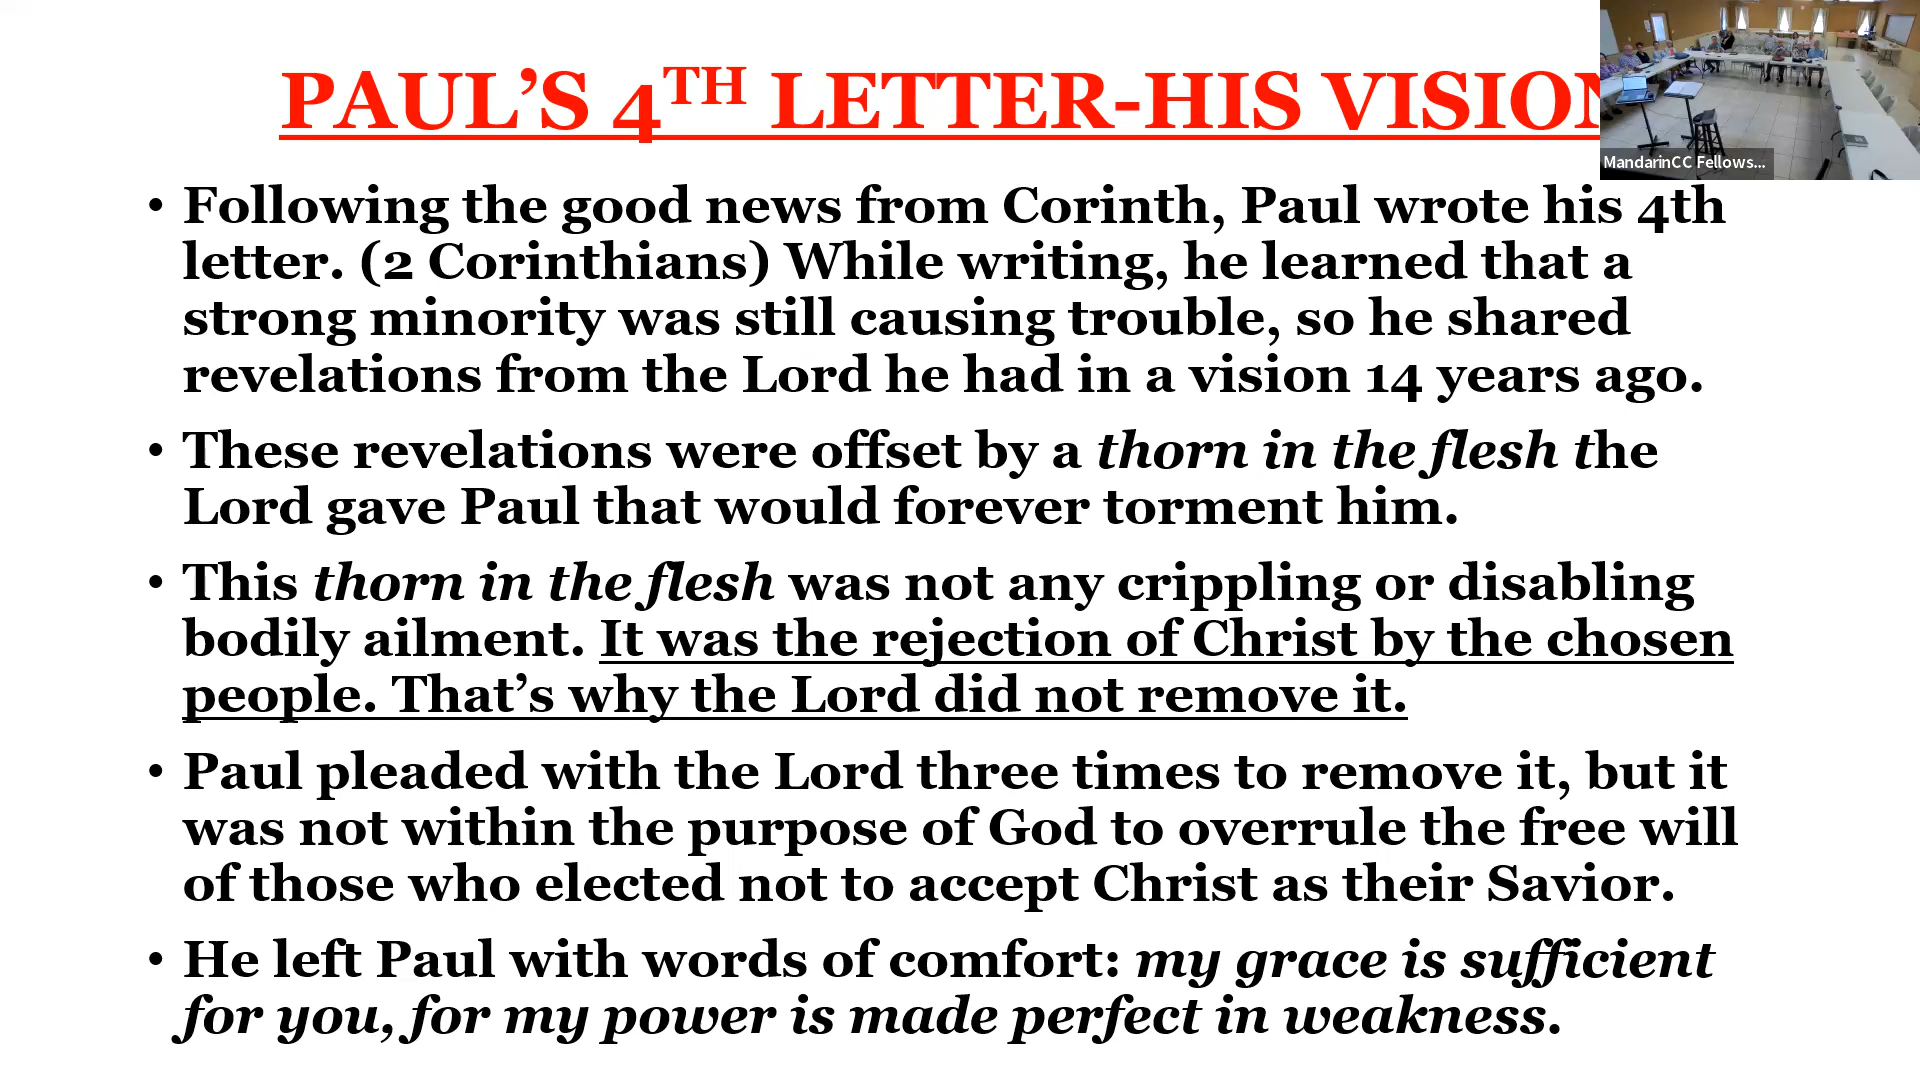 PAUL’S 4TH LETTER-HIS VISION
MandarinCC Fellows...
• Following the good news from Corinth, Paul wrote his 4th
letter. (2 Corinthians) While writing, he learned that a
strong minority was still causing trouble, so he shared
revelations from the Lord he had in a vision 14 years ago.
• These revelations were offset by a thorn in the flesh the
Lord gave Paul that would forever torment him.
• This thorn in the flesh was not any crippling or disabling
bodily ailment. It was the rejection of Christ by the chosen
people. That’s why the Lord did not remove it.
• Paul pleaded with the Lord three times to remove it, but it
was not within the purpose of God to overrule the free will
of those who elected not to accept Christ as their Savior.
• He left Paul with words of comfort: my grace is sufficient
for you, for my power is made perfect in weakness.